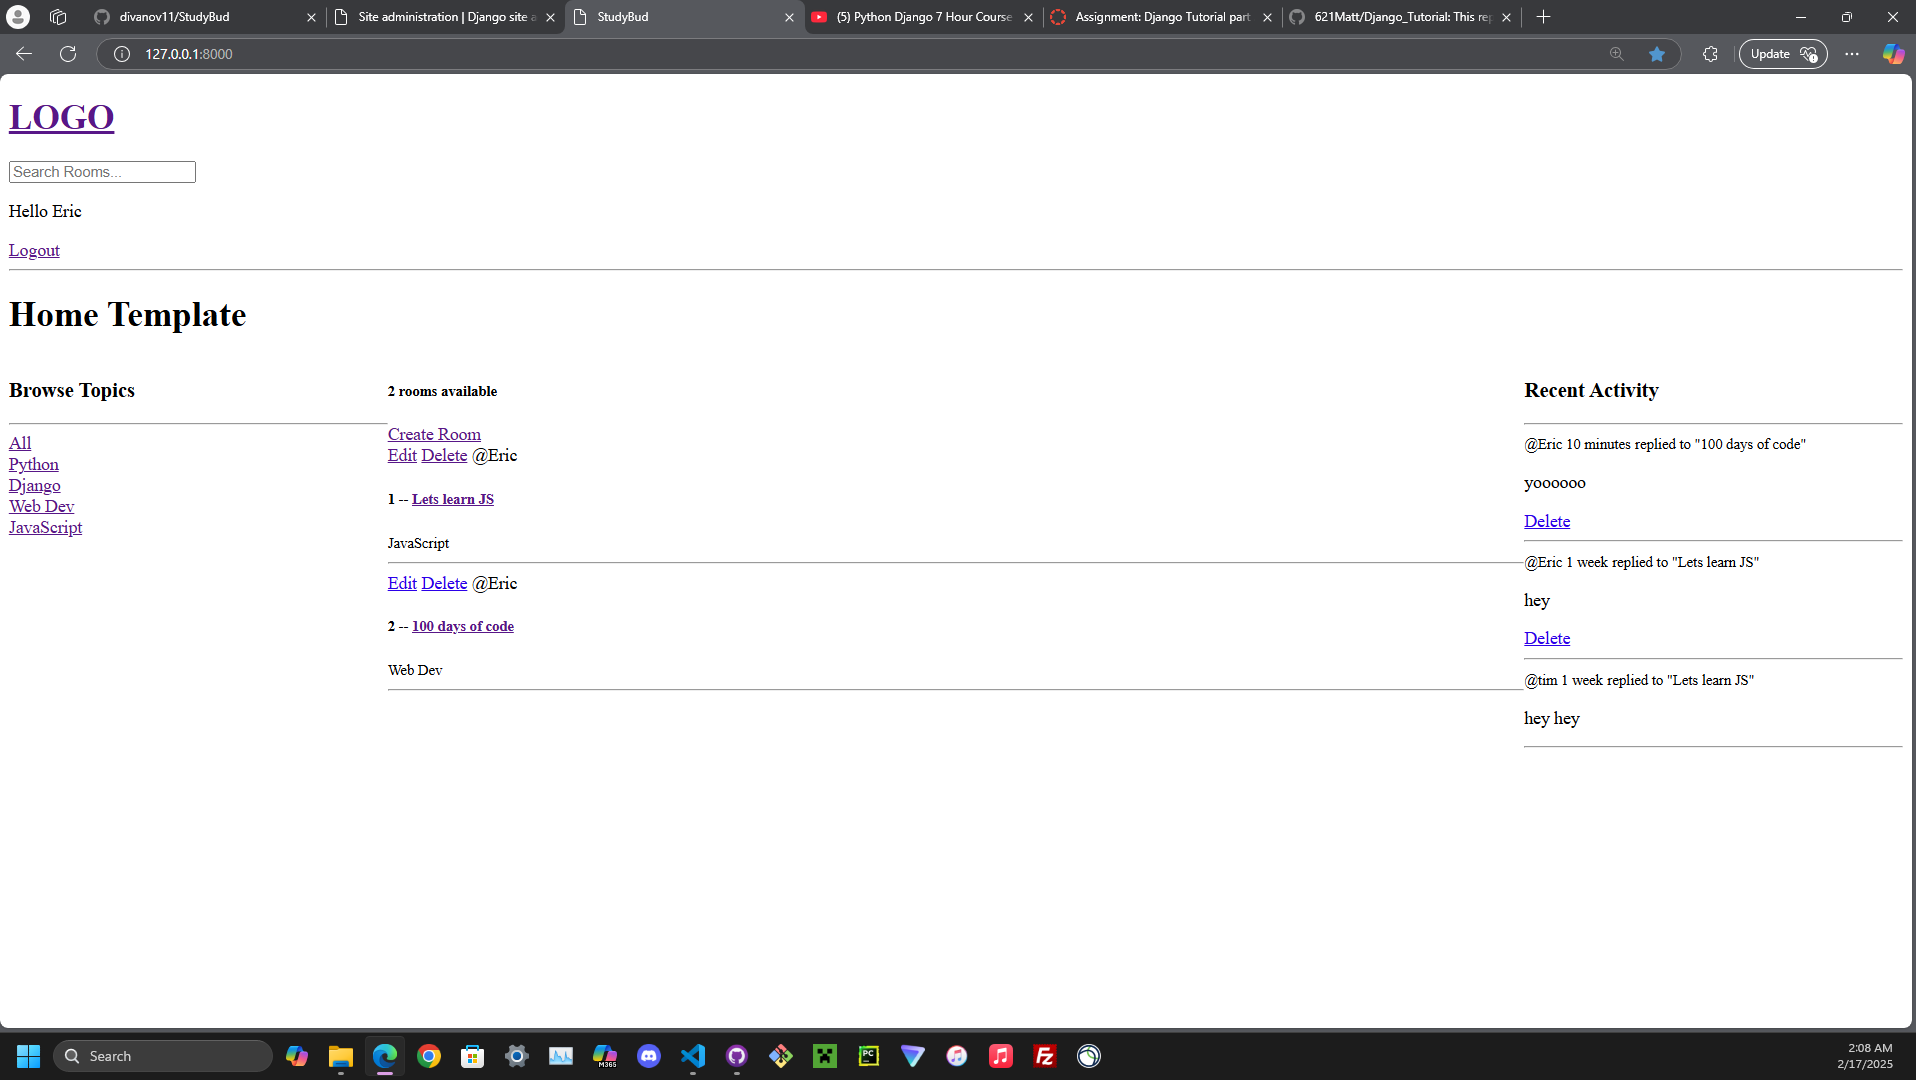 divanov11/StudyBud
Site administration | Django site a
StudyBud
(5) Python Django 7 Hour Course
Assignment: Django Tutorial part
621Matt/Django_Tutorial: This rep
127.0.0.1:8000
Update
LOGO
Search Rooms...
Hello Eric
Logout
Home Template
Browse Topics
All
Python
Django
Web Dev
JavaScript
2 rooms available
Create Room
Edit Delete @Eric
1 -- Lets learn JS
JavaScript
Edit Delete @Eric
2 -- 100 days of code
Web Dev
Recent Activity
@Eric 10 minutes replied to "100 days of code"
yoooooo
Delete
@Eric 1 week replied to "Lets learn JS"
hey
Delete
@tim 1 week replied to "Lets learn JS"
hey hey
Search
M365
PC
FZ
2:08 AM
2/17/2025